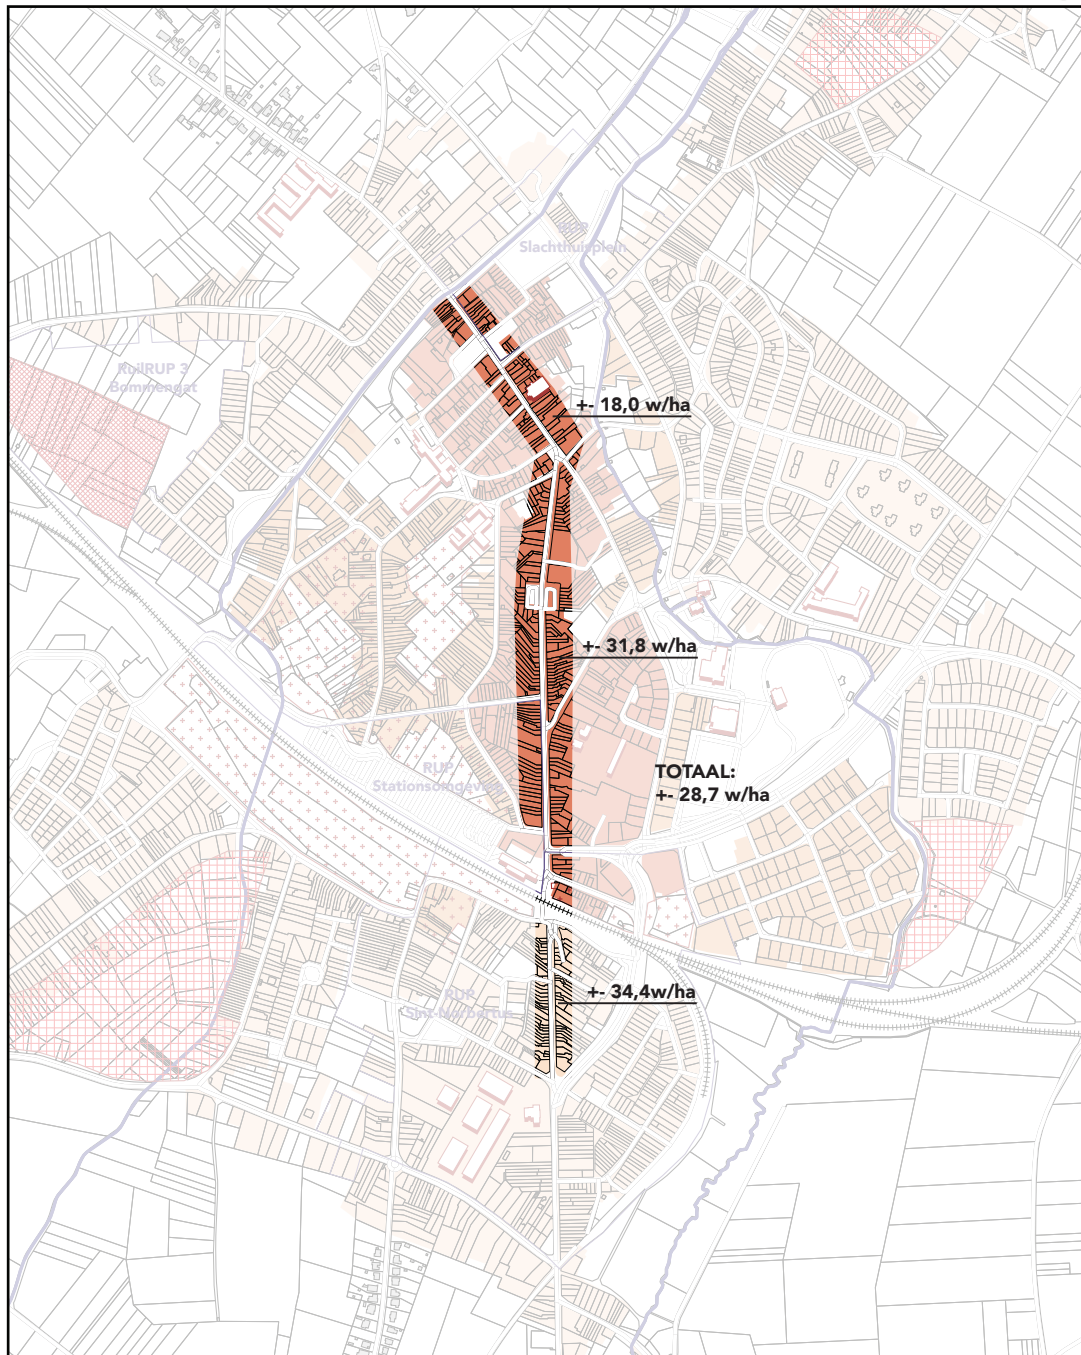 RUP
Slachthuisplein
RuilRUP 3
Bommengat
+- 18,0 w/ha
+- 31,8 w/ha
RUP
Stationsomgeving
TOTAAL:
+- 28,7 w/ha
+- 34,4w/ha
RUP
Sint-Norbertus